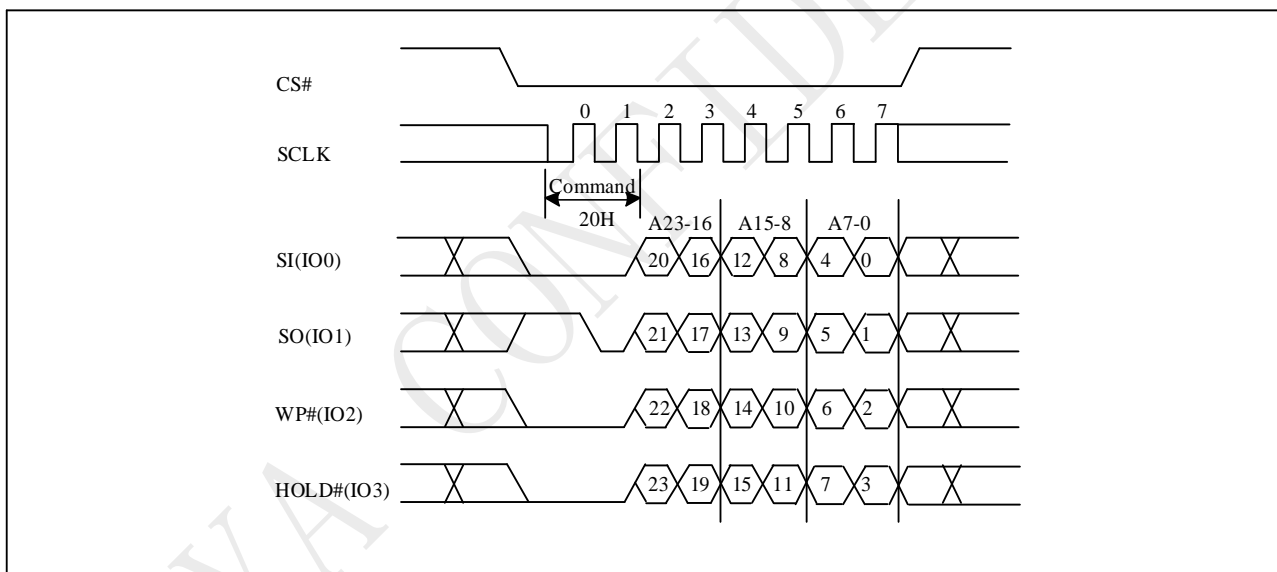 CS#
0 1 2 3 4 5 6 7
SCLK
Command
20H
A23-16 A15-8 A7-0
SI(IO0) 20 16 12 8 4 0
SO(IO1) 21 17 13 9 5 1
WP#(IO2) 22 18 14 10 6 2
HOLD#(IO3) 23 19 15 11 7 3